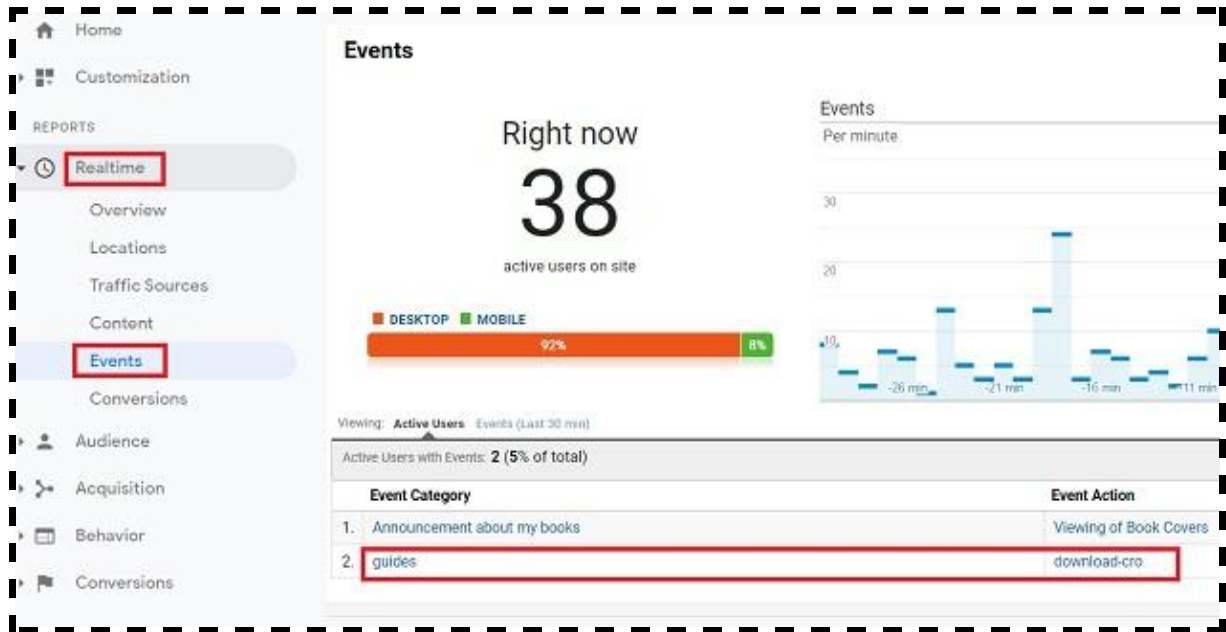 Home
Customization
REPORTS
Realtime
Overview
Locations
Traffic Sources
Content
Events
Conversions
Audience
Acquisition
Behavior
Conversions
Events
Right now
38
active users on site
DESKTOP MOBILE
92% 8%
Events
Per minute
30
20
10
-26 min -21 min -16 min -11 min
Viewing: Active Users Events (Last 30 min)
Active Users with Events: 2 (5% of total)
Event Category Event Action
1. Announcement about my books Viewing of Book Covers
2. guides download-cro